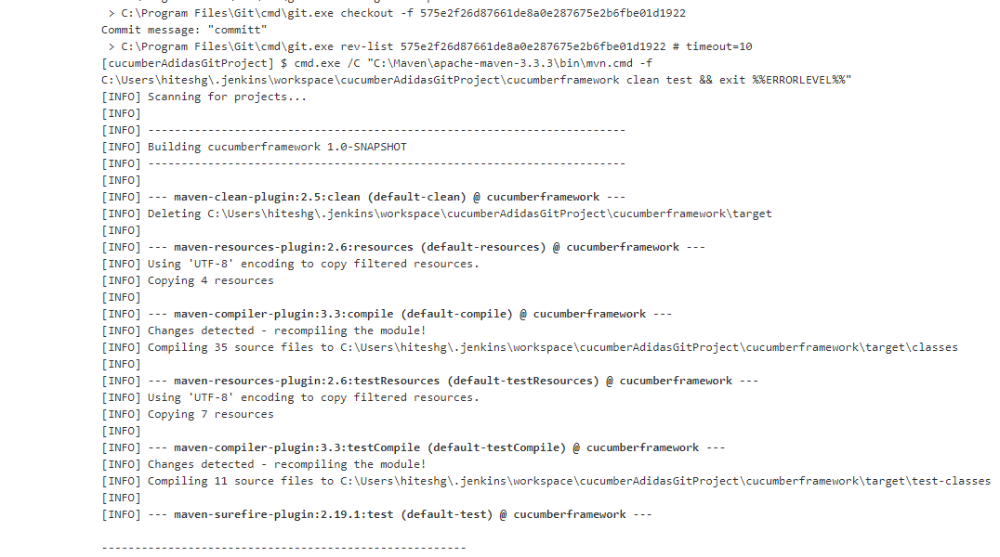 > C:\Program Files\Git\cmd\git.exe checkout -f 575e2f26d87661de8a0e287675e2b6fbe01d1922
Commit message: "committ"
> C:\Program Files\Git\cmd\git.exe rev-list 575e2f26d87661de8a0e287675e2b6fbe01d1922 # timeout=10
[cucumberAdidasGitProject] $ cmd.exe /C "C:\Maven\apache-maven-3.3.3\bin\mvn.cmd -f
C:\Users\hiteshg\.jenkins\workspace\cucumberAdidasGitProject\cucumberframework clean test && exit %%ERRORLEVEL%%"
[INFO] Scanning for projects...
[INFO]
[INFO] ------------------------------------------------------------------------
[INFO] Building cucumberframework 1.0-SNAPSHOT
[INFO] ------------------------------------------------------------------------
[INFO]
[INFO] --- maven-clean-plugin:2.5:clean (default-clean) @ cucumberframework ---
[INFO] Deleting C:\Users\hiteshg\.jenkins\workspace\cucumberAdidasGitProject\cucumberframework\target
[INFO]
[INFO] --- maven-resources-plugin:2.6:resources (default-resources) @ cucumberframework ---
[INFO] Using 'UTF-8' encoding to copy filtered resources.
[INFO] Copying 4 resources
[INFO]
[INFO] --- maven-compiler-plugin:3.3:compile (default-compile) @ cucumberframework ---
[INFO] Changes detected - recompiling the module!
[INFO] Compiling 35 source files to C:\Users\hiteshg\.jenkins\workspace\cucumberAdidasGitProject\cucumberframework\target\classes
[INFO]
[INFO] --- maven-resources-plugin:2.6:testResources (default-testResources) @ cucumberframework ---
[INFO] Using 'UTF-8' encoding to copy filtered resources.
[INFO] Copying 7 resources
[INFO]
[INFO] --- maven-compiler-plugin:3.3:testCompile (default-testCompile) @ cucumberframework ---
[INFO] Changes detected - recompiling the module!
[INFO] Compiling 11 source files to C:\Users\hiteshg\.jenkins\workspace\cucumberAdidasGitProject\cucumberframework\target\test-classes
[INFO]
[INFO] --- maven-surefire-plugin:2.19.1:test (default-test) @ cucumberframework ---
-------------------------------------------------------